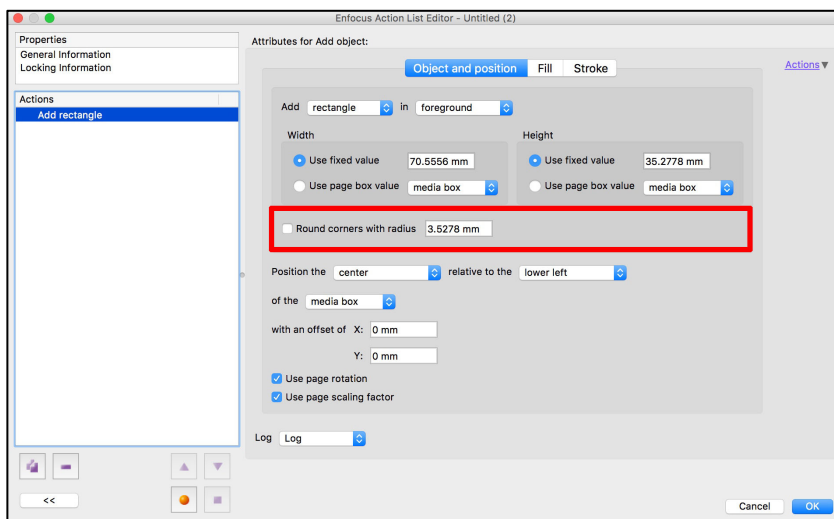 Enfocus Action List Editor - Untitled (2)
Properties
General Information
Locking Information
Actions
Add rectangle
<<
Attributes for Add object:
Object and position Fill Stroke
Actions▼
Add rectangle in foreground
Width Height
Use fixed value 70.5556 mm Use fixed value 35.2778 mm
Use page box value media box Use page box value media box
Round corners with radius 3.5278 mm
Position the center relative to the lower left
of the media box
with an offset of X: 0 mm
Y: 0 mm
Use page rotation
Use page scaling factor
Log Log
Cancel OK